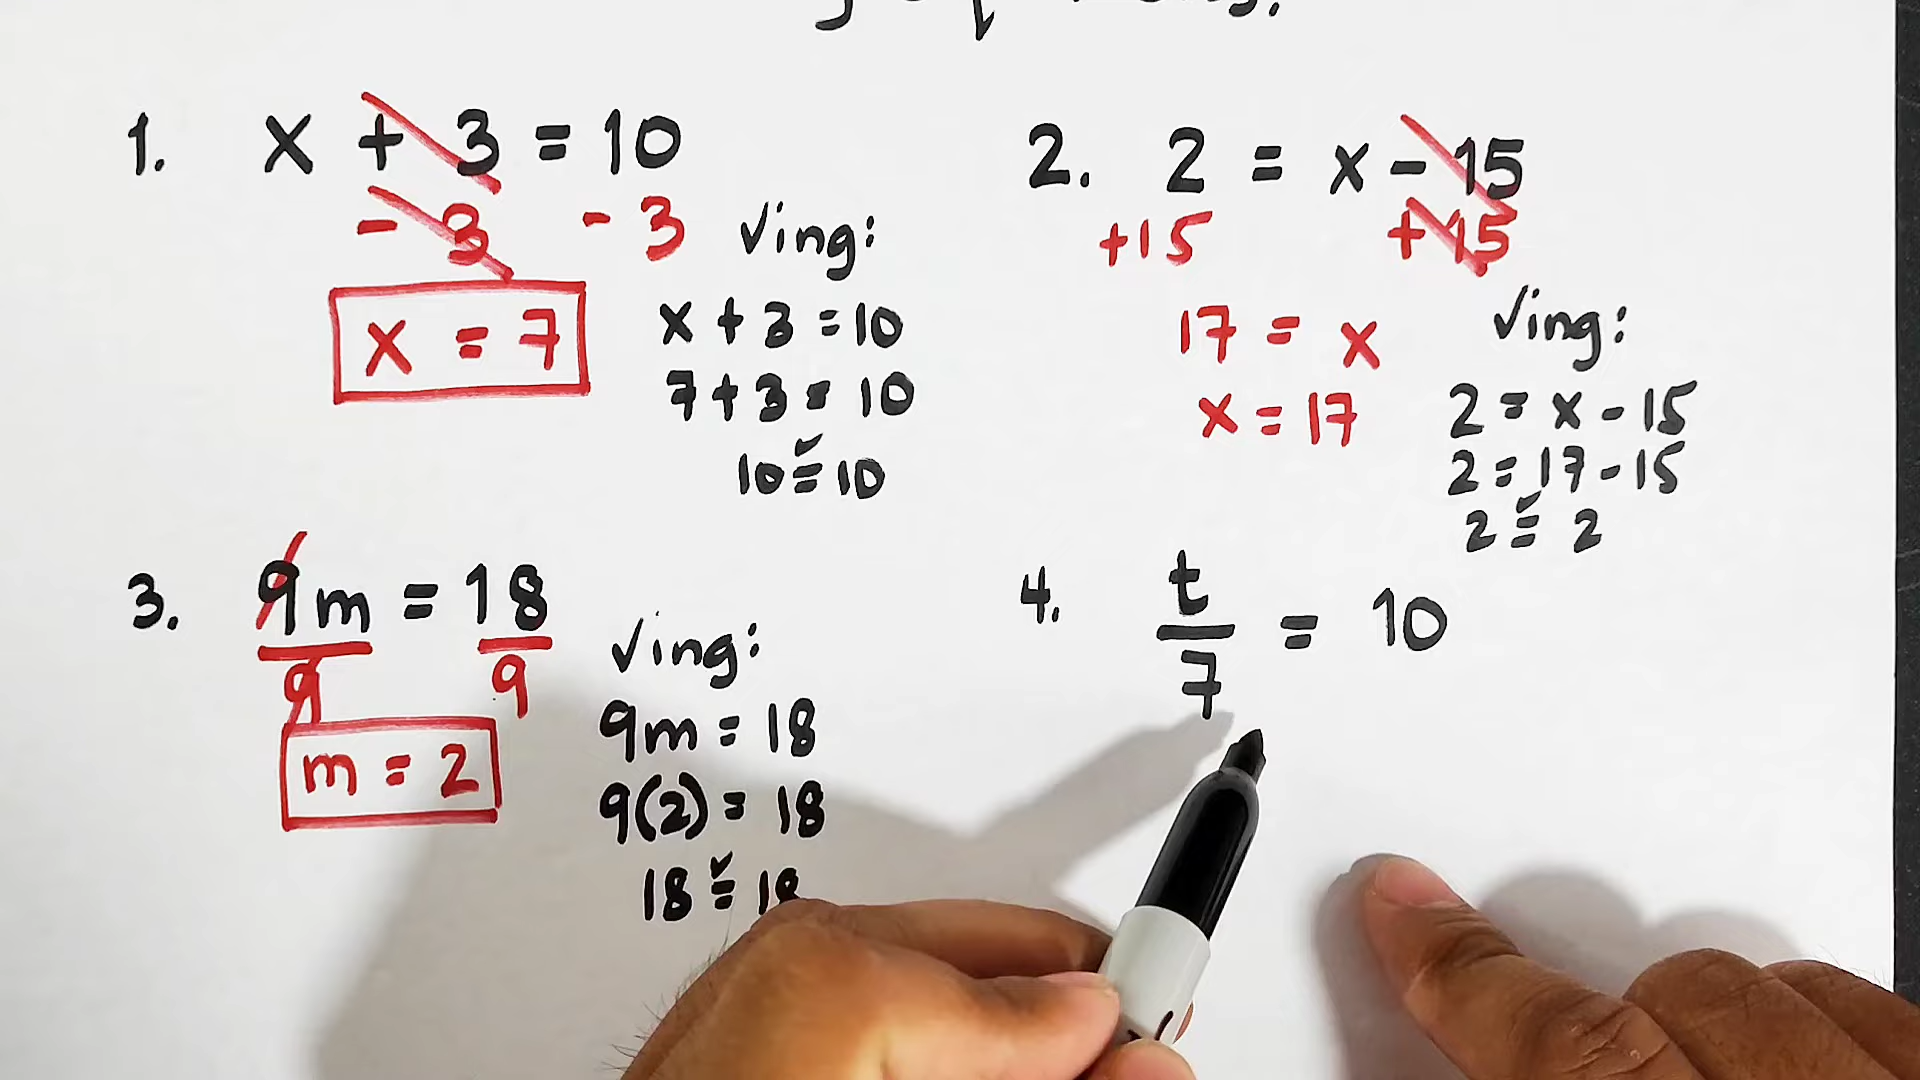 1. x + 3 = 10
- 3 - 3
x = 7
√ing:
x + 3 = 10
7 + 3 = 10
10 = 10
2. 2 = x - 15
+15 +15
17 = x
x = 17
√ing:
2 = x - 15
2 = 17 - 15
2 = 2
3. 9m = 18
9 9
m = 2
√ing:
9m = 18
9(2) = 18
18 = 18
4. t/7 = 10